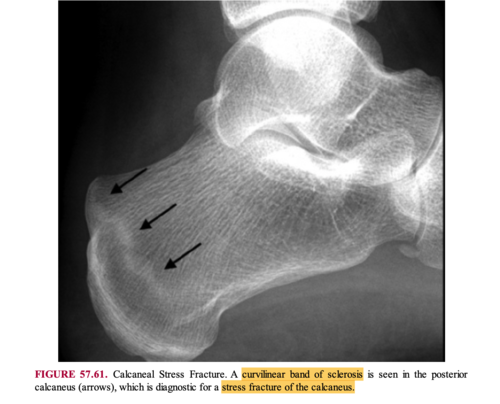 FIGURE 57.61. Calcaneal Stress Fracture. A curvilinear band of sclerosis is seen in the posterior
calcaneus (arrows), which is diagnostic for a stress fracture of the calcaneus.